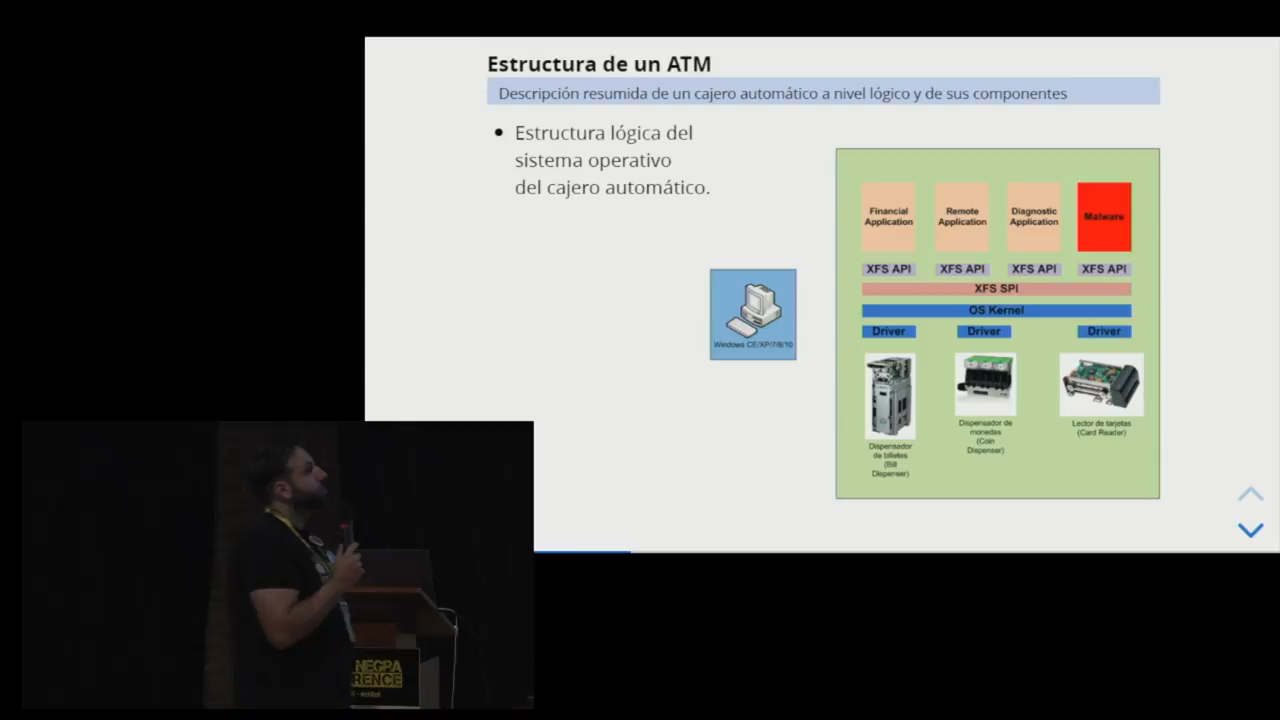 Estructura de un ATM
Descripción resumida de un cajero automático a nivel lógico y de sus componentes
Estructura lógica del
sistema operativo
del cajero automático.
Windows CE/XP/7/8/10
Financial
Application
Remote
Application
Diagnostic
Application
Malware
XFS API
XFS API
XFS API
XFS API
XFS SPI
OS Kernel
Driver
Driver
Driver
Dispensador
de billetes
(Bill
Dispenser)
Dispensador de
monedas
(Coin
Dispenser)
Lector de tarjetas
(Card Reader)
NEGRA
RENCE